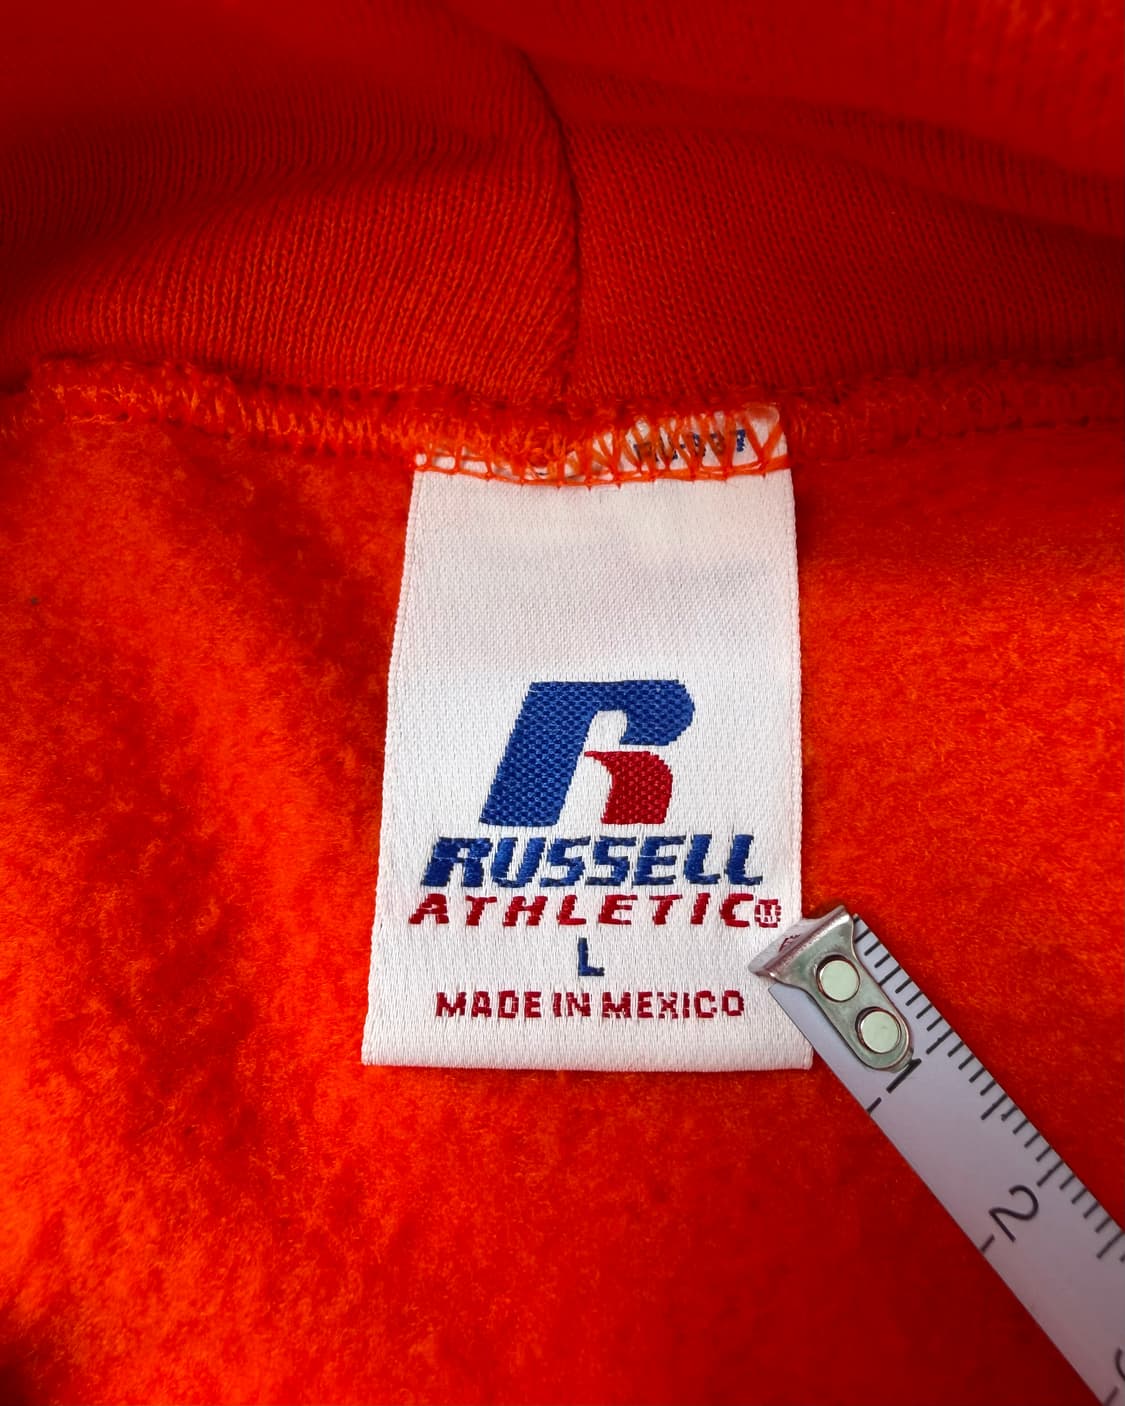 RUSSELL
ATHLETIC®
L
MADE IN MEXICO
1
2